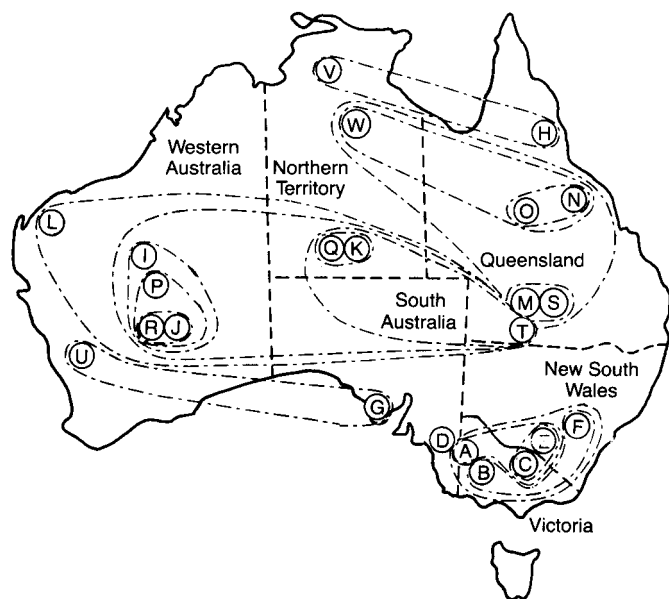 V
W
H
Western
Australia
Northern
Territory
L
O
N
I
Q
K
Queensland
P
M
S
South
Australia
R
J
T
U
New South
Wales
G
F
D
A
B
C
Victoria